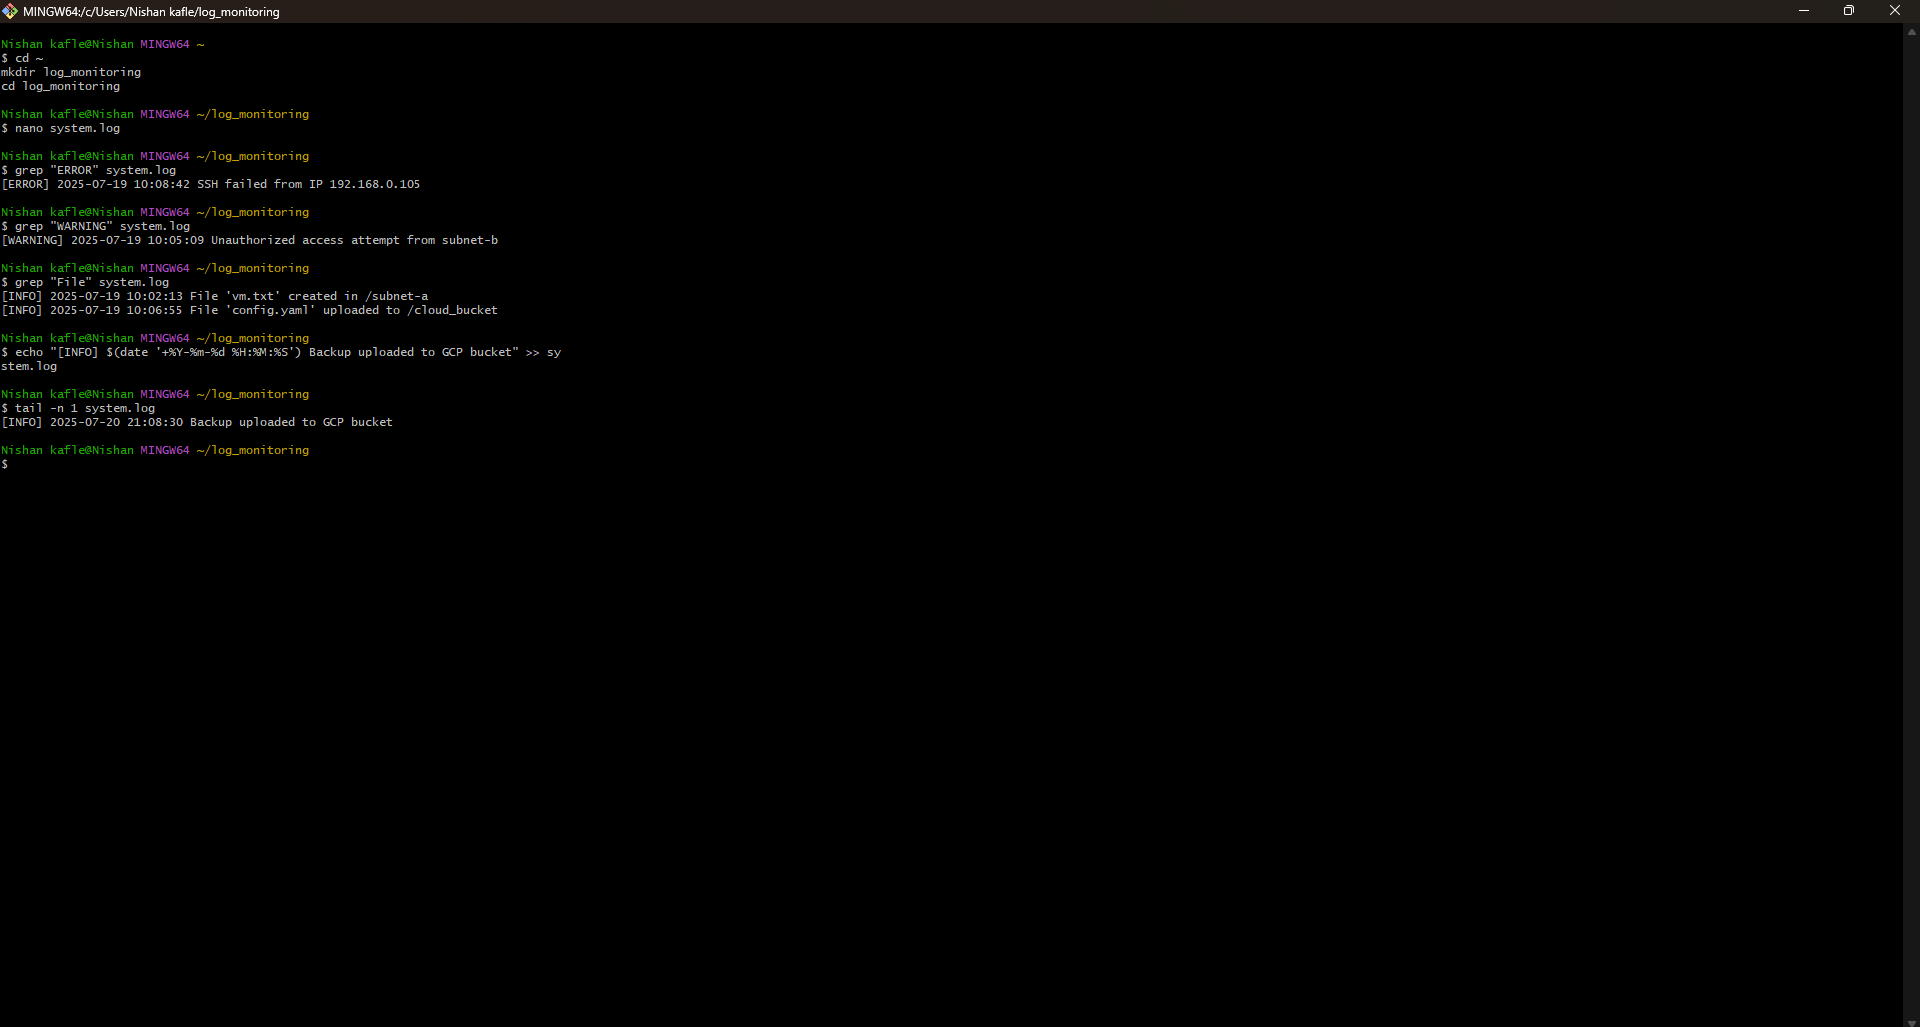 MINGW64:/c/Users/Nishan kafle/log_monitoring
Nishan kafle@Nishan MINGW64 ~
$ cd ~
mkdir log_monitoring
cd log_monitoring
Nishan kafle@Nishan MINGW64 ~/log_monitoring
$ nano system.log
Nishan kafle@Nishan MINGW64 ~/log_monitoring
$ grep "ERROR" system.log
[ERROR] 2025-07-19 10:08:42 SSH failed from IP 192.168.0.105
Nishan kafle@Nishan MINGW64 ~/log_monitoring
$ grep "WARNING" system.log
[WARNING] 2025-07-19 10:05:09 Unauthorized access attempt from subnet-b
Nishan kafle@Nishan MINGW64 ~/log_monitoring
$ grep "File" system.log
[INFO] 2025-07-19 10:02:13 File 'vm.txt' created in /subnet-a
[INFO] 2025-07-19 10:06:55 File 'config.yaml' uploaded to /cloud_bucket
Nishan kafle@Nishan MINGW64 ~/log_monitoring
$ echo "[INFO] $(date '+%Y-%m-%d %H:%M:%S') Backup uploaded to GCP bucket" >> sy
stem.log
Nishan kafle@Nishan MINGW64 ~/log_monitoring
$ tail -n 1 system.log
[INFO] 2025-07-20 21:08:30 Backup uploaded to GCP bucket
Nishan kafle@Nishan MINGW64 ~/log_monitoring
$